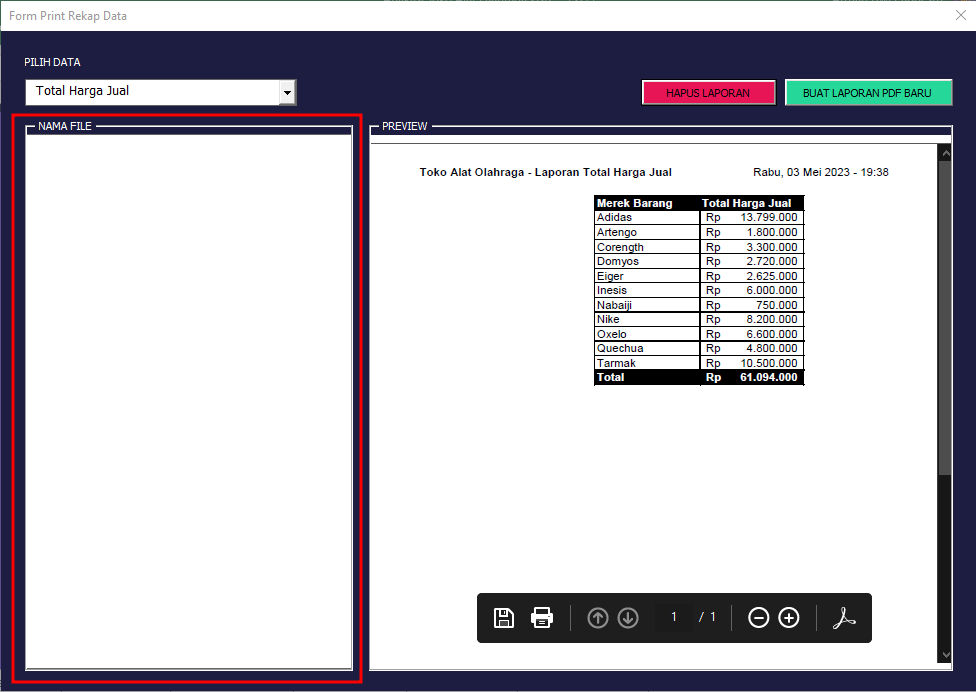 Form Print Rekap Data
PILIH DATA
Total Harga Jual
HAPUS LAPORAN
BUAT LAPORAN PDF BARU
NAMA FILE
PREVIEW
Toko Alat Olahraga - Laporan Total Harga Jual
Rabu, 03 Mei 2023 - 19:38
Merek Barang Total Harga Jual
Adidas Rp 13.799.000
Artengo Rp 1.800.000
Corength Rp 3.300.000
Domyos Rp 2.720.000
Eiger Rp 2.625.000
Inesis Rp 6.000.000
Nabaiji Rp 750.000
Nike Rp 8.200.000
Oxelo Rp 6.600.000
Quechua Rp 4.800.000
Tarmak Rp 10.500.000
Total Rp 61.094.000
1 / 1